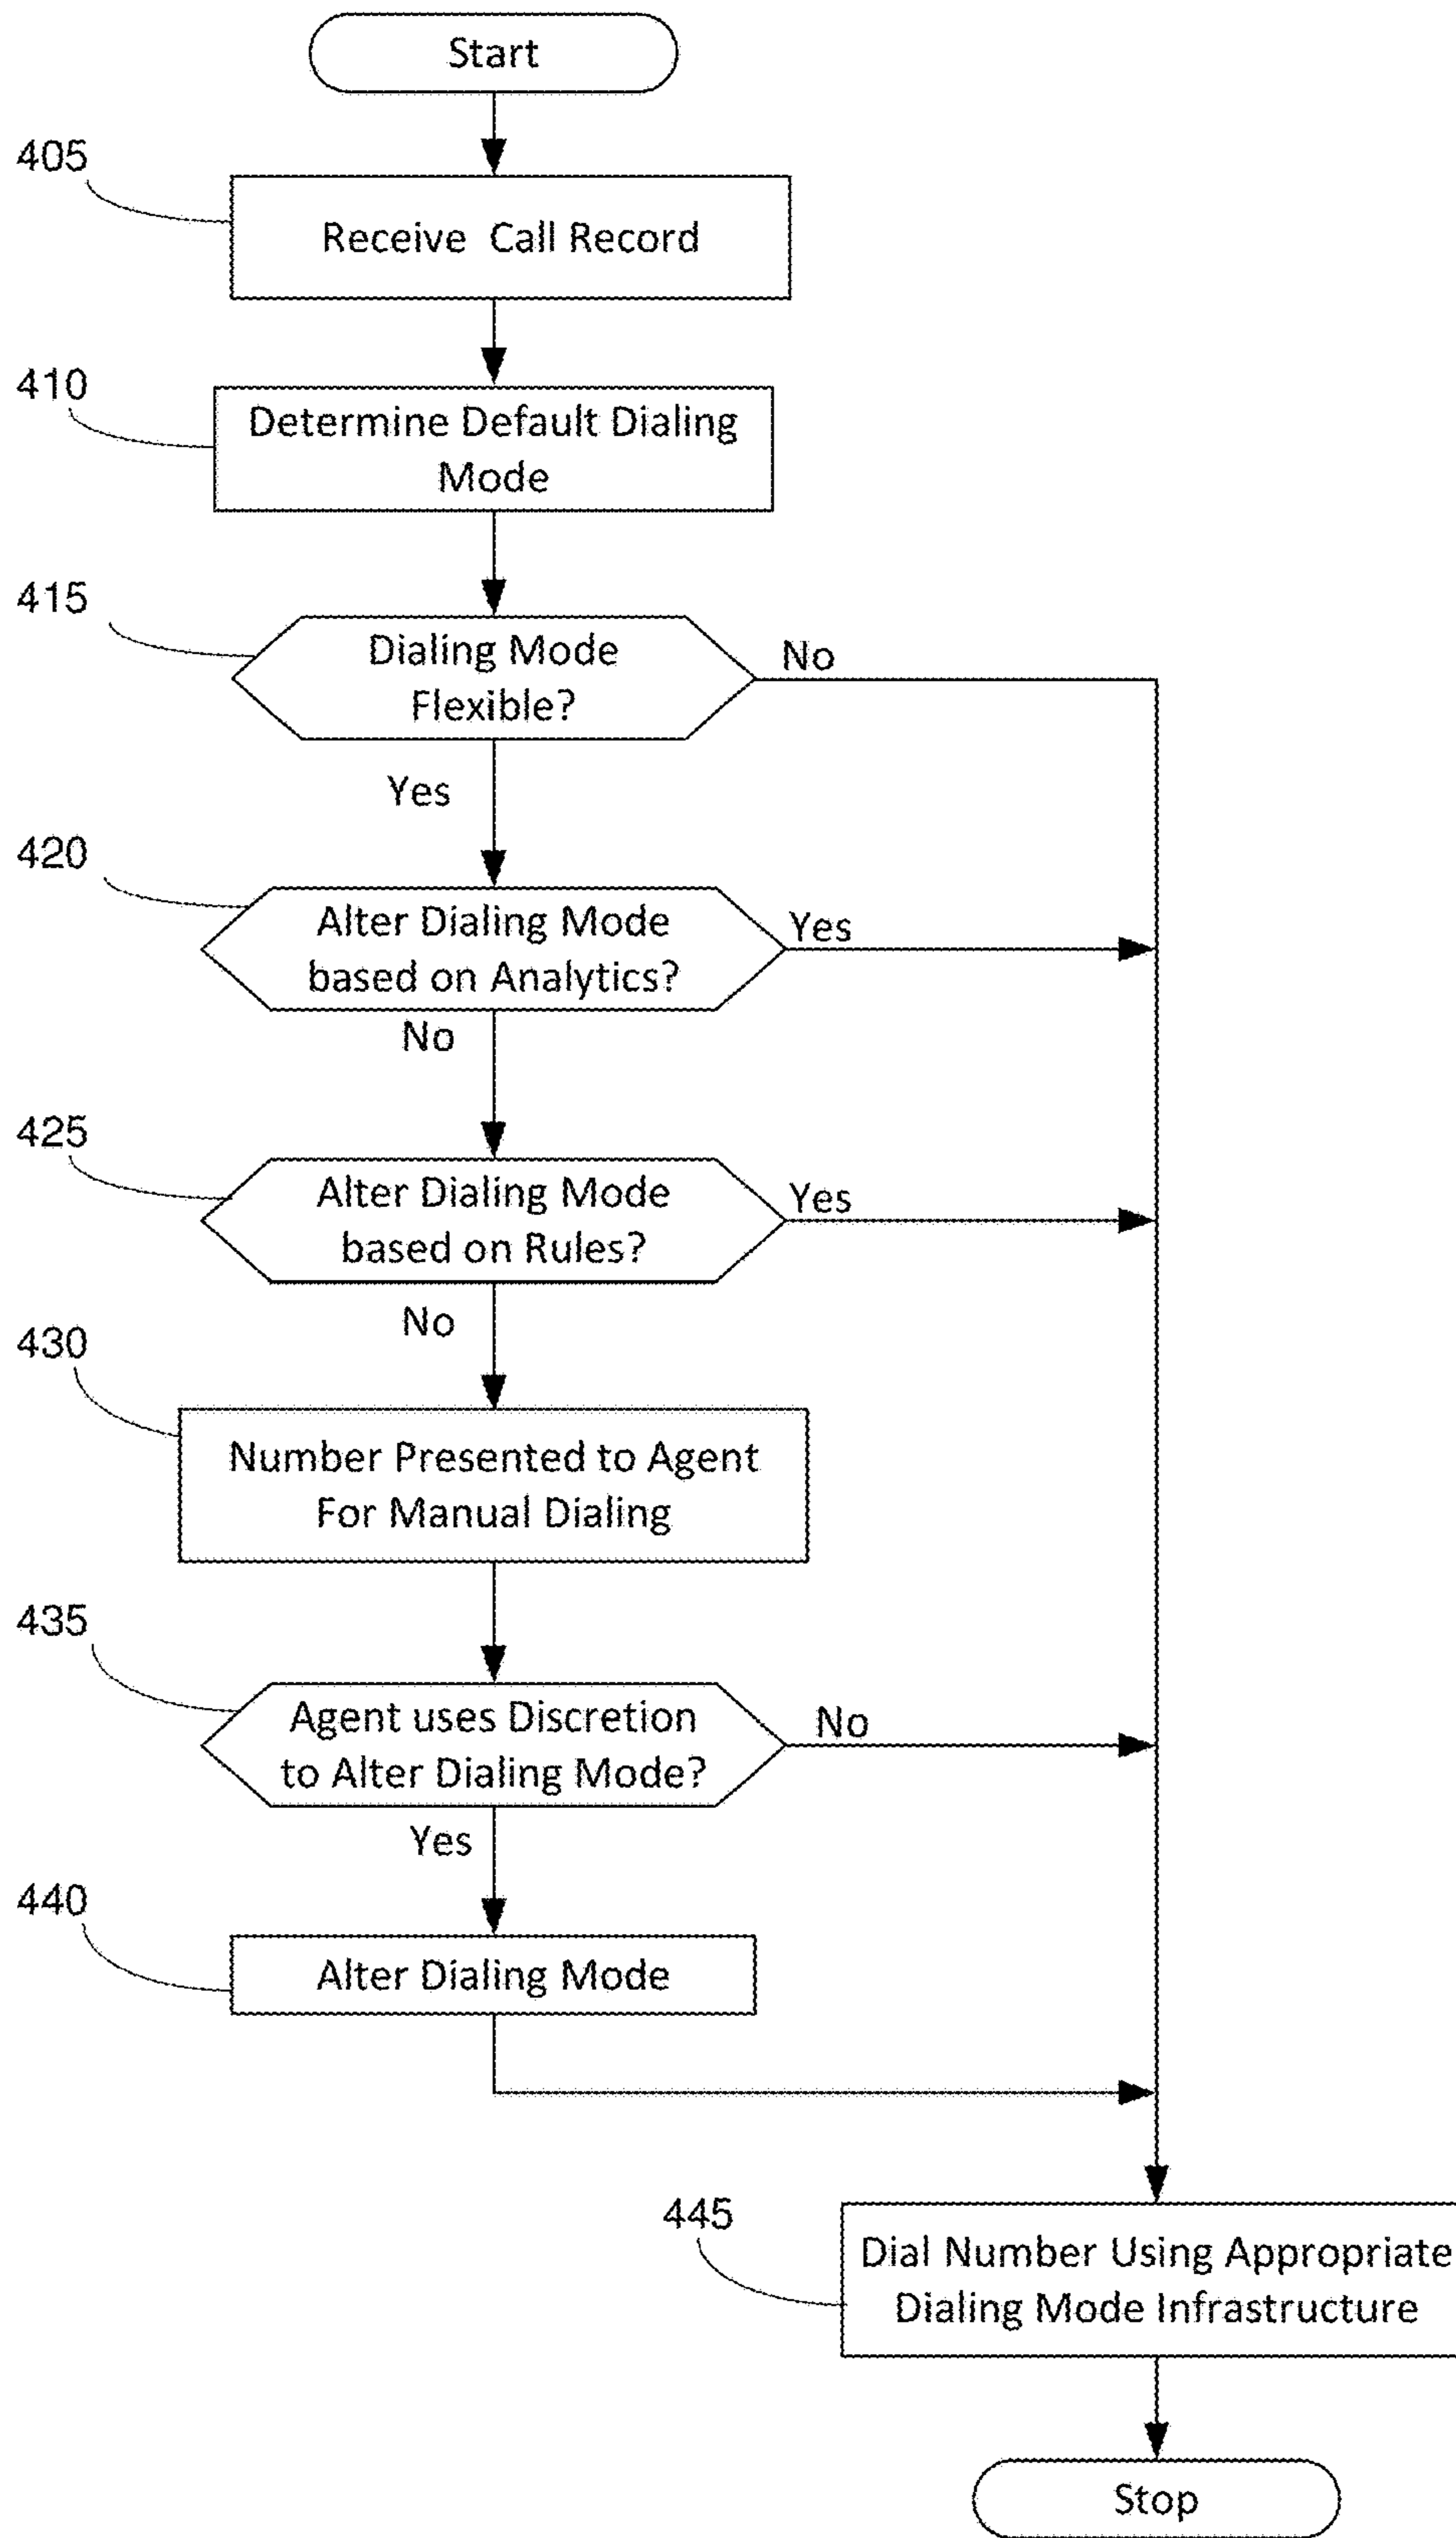 Start
405
Receive Call Record
410
Determine Default Dialing
Mode
415
Dialing Mode
Flexible?
No
Yes
420
Alter Dialing Mode
based on Analytics?
Yes
No
425
Alter Dialing Mode
based on Rules?
Yes
No
430
Number Presented to Agent
For Manual Dialing
435
Agent uses Discretion
to Alter Dialing Mode?
No
Yes
440
Alter Dialing Mode
445
Dial Number Using Appropriate
Dialing Mode Infrastructure
Stop